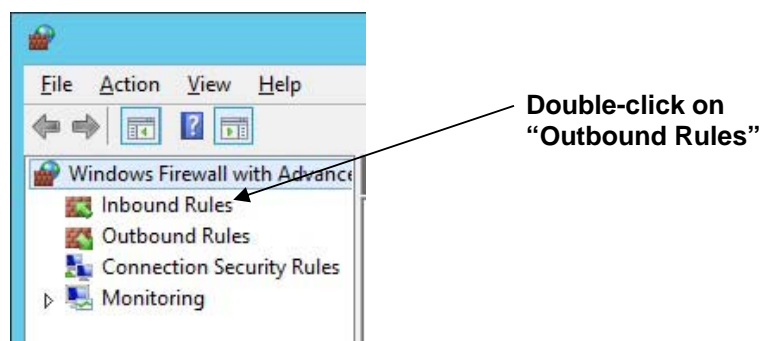 File Action View Help
Double-click on
“Outbound Rules”
Windows Firewall with Advance
Inbound Rules
Outbound Rules
Connection Security Rules
Monitoring